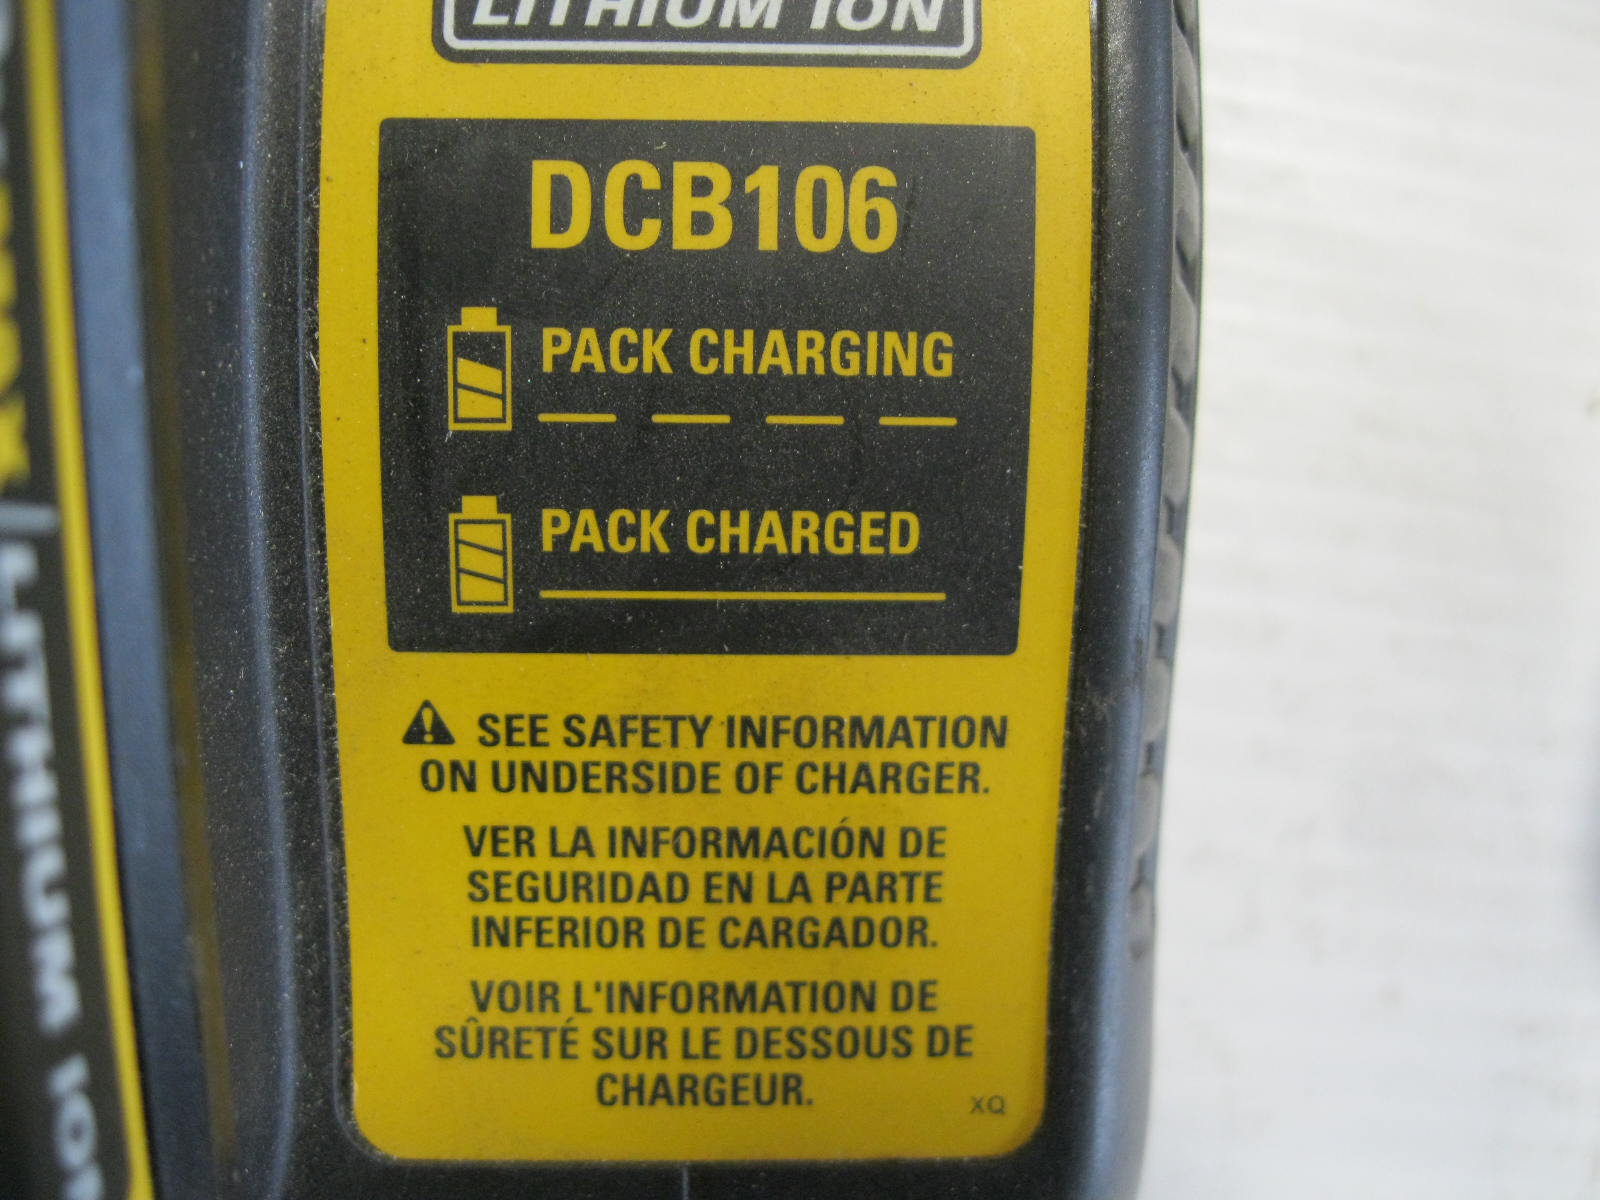 LITHIUM ION
DCB106
PACK CHARGING
PACK CHARGED
SEE SAFETY INFORMATION
ON UNDERSIDE OF CHARGER.
VER LA INFORMACIÓN DE
SEGURIDAD EN LA PARTE
INFERIOR DE CARGADOR.
VOIR L'INFORMATION DE
SÛRETÉ SUR LE DESSOUS DE
CHARGEUR.
XQ
LITHIUM ION